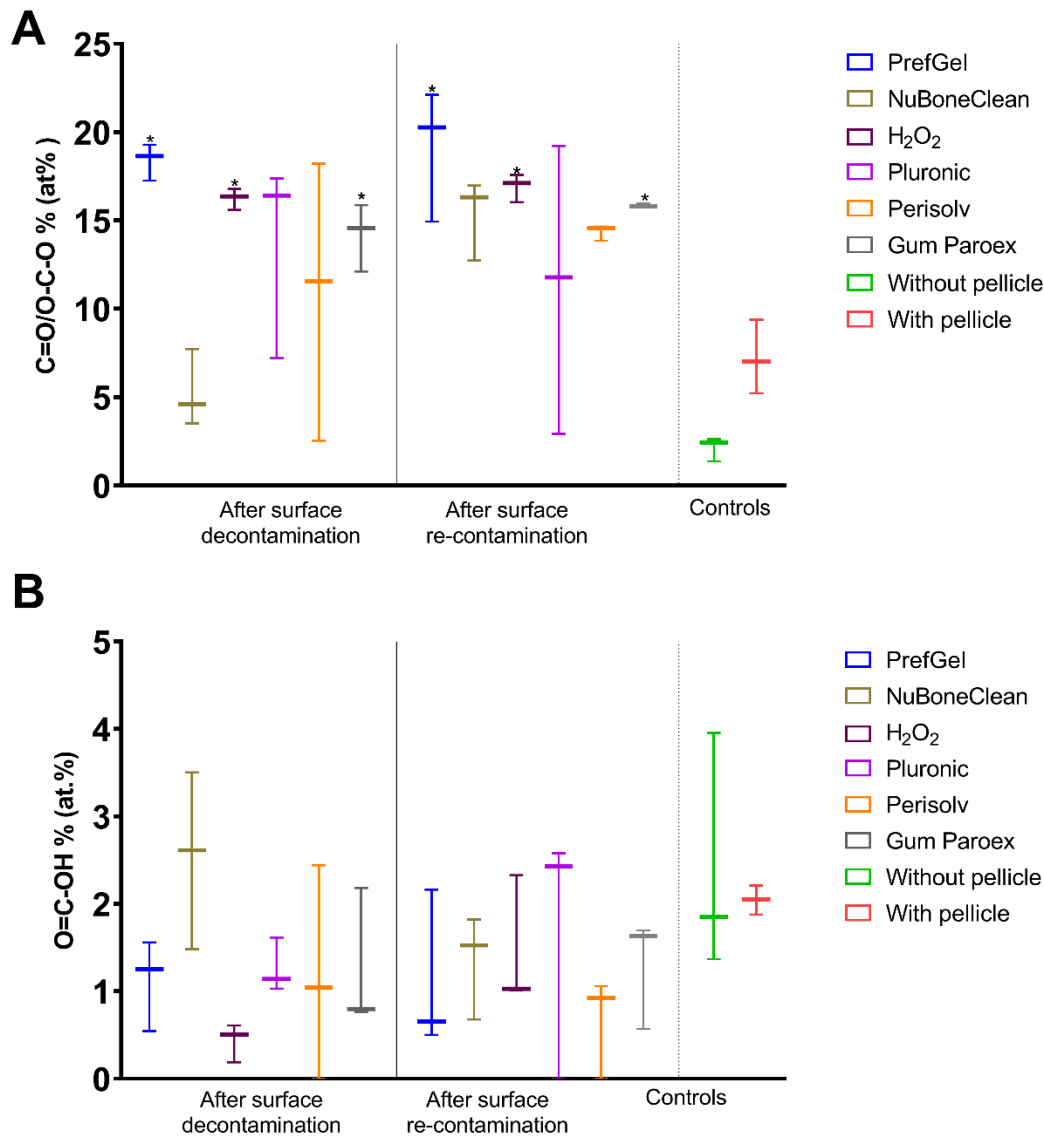 A
25
20
15
10
5
0
C=O/O-C-O % (at% )
*
*
*
*
*
*
After surface
decontamination
After surface
re-contamination
Controls
PrefGel
NuBoneClean
H₂O₂
Pluronic
Perisolv
Gum Paroex
Without pellicle
With pellicle
B
5
4
3
2
1
0
O=C-OH % (at.%)
After surface
decontamination
After surface
re-contamination
Controls
PrefGel
NuBoneClean
H₂O₂
Pluronic
Perisolv
Gum Paroex
Without pellicle
With pellicle